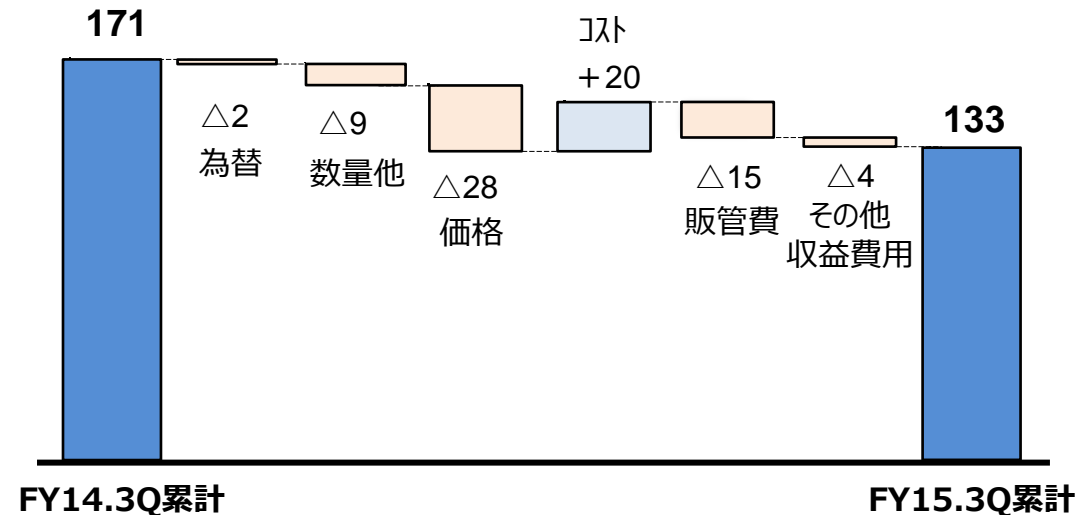 171
△2
為替
△9
数量他
△28
価格
コスト
＋20
△15
販管費
△4
その他
収益費用
133
FY14.3Q累計
FY15.3Q累計